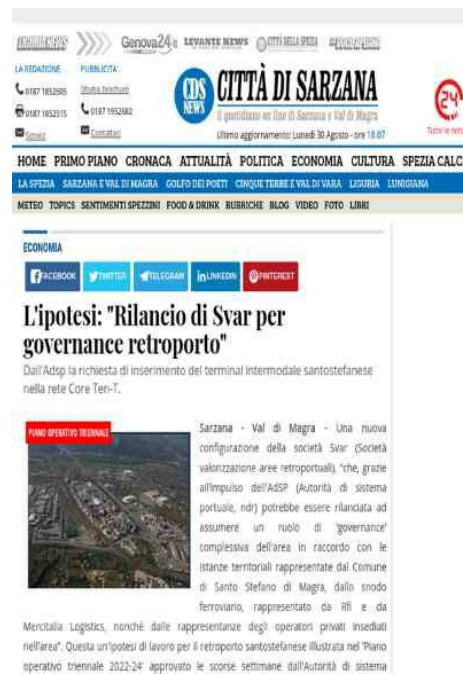 Genova24.it LEVANTE NEWS CITTÀ DELLA SPEZIA
LA REDAZIONE PUBBLICITA'
0187 1852605 Sfoglia brochure
0187 1852515 0187 1952682
Scrivici Contattaci
CDS NEWS
CITTÀ DI SARZANA
il quotidiano on line di Sarzana e Val di Magra
Ultimo aggiornamento: Lunedì 30 Agosto - ore 18.07
24
Tutte le
HOME PRIMO PIANO CRONACA ATTUALITÀ POLITICA ECONOMIA CULTURA SPEZIA CALC
LA SPEZIA SARZANA E VAL DI MAGRA GOLFO DEI POETI CINQUE TERRE E VAL DI VARA LIGURIA LUNIGIANA
METEO TOPICS SENTIMENTI SPEZZINI FOOD & DRINK RUBRICHE BLOG VIDEO FOTO LIBRI
ECONOMIA
FACEBOOK TWITTER TELEGRAM LINKEDIN PINTEREST
L'ipotesi: "Rilancio di Svar per
governance retroporto"
Dall'Adsp la richiesta di inserimento del terminal intermodale santostefanese
nella rete Core Ten-T.
PIANO OPERATIVO TRIENNALE
Sarzana - Val di Magra - Una nuova
configurazione della società Svar (Società
valorizzazione aree retroportuali), "che, grazie
all'impulso dell'AdSP (Autorità di sistema
portuale, ndr) potrebbe essere rilanciata ad
assumere un ruolo di 'governance'
complessiva dell'area in raccordo con le
istanze territoriali rappresentate dal Comune
di Santo Stefano di Magra, dallo snodo
ferroviario, rappresentato da Rfi e da
Mercitalia Logistics, nonché dalle rappresentanze degli operatori privati insediati
nell'area". Questa un'ipotesi di lavoro per il retroporto santostefanese illustrata nel 'Piano
operativo triennale 2022-24' approvato le scorse settimane dall'Autorità di sistema